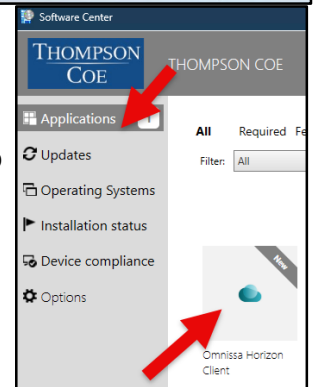 Software Center
THOMPSON
COE
THOMPSON COE
Applications
Updates
Operating Systems
Installation status
Device compliance
Options
All Required Fe
Filter: All
New
Omnissa Horizon
Client